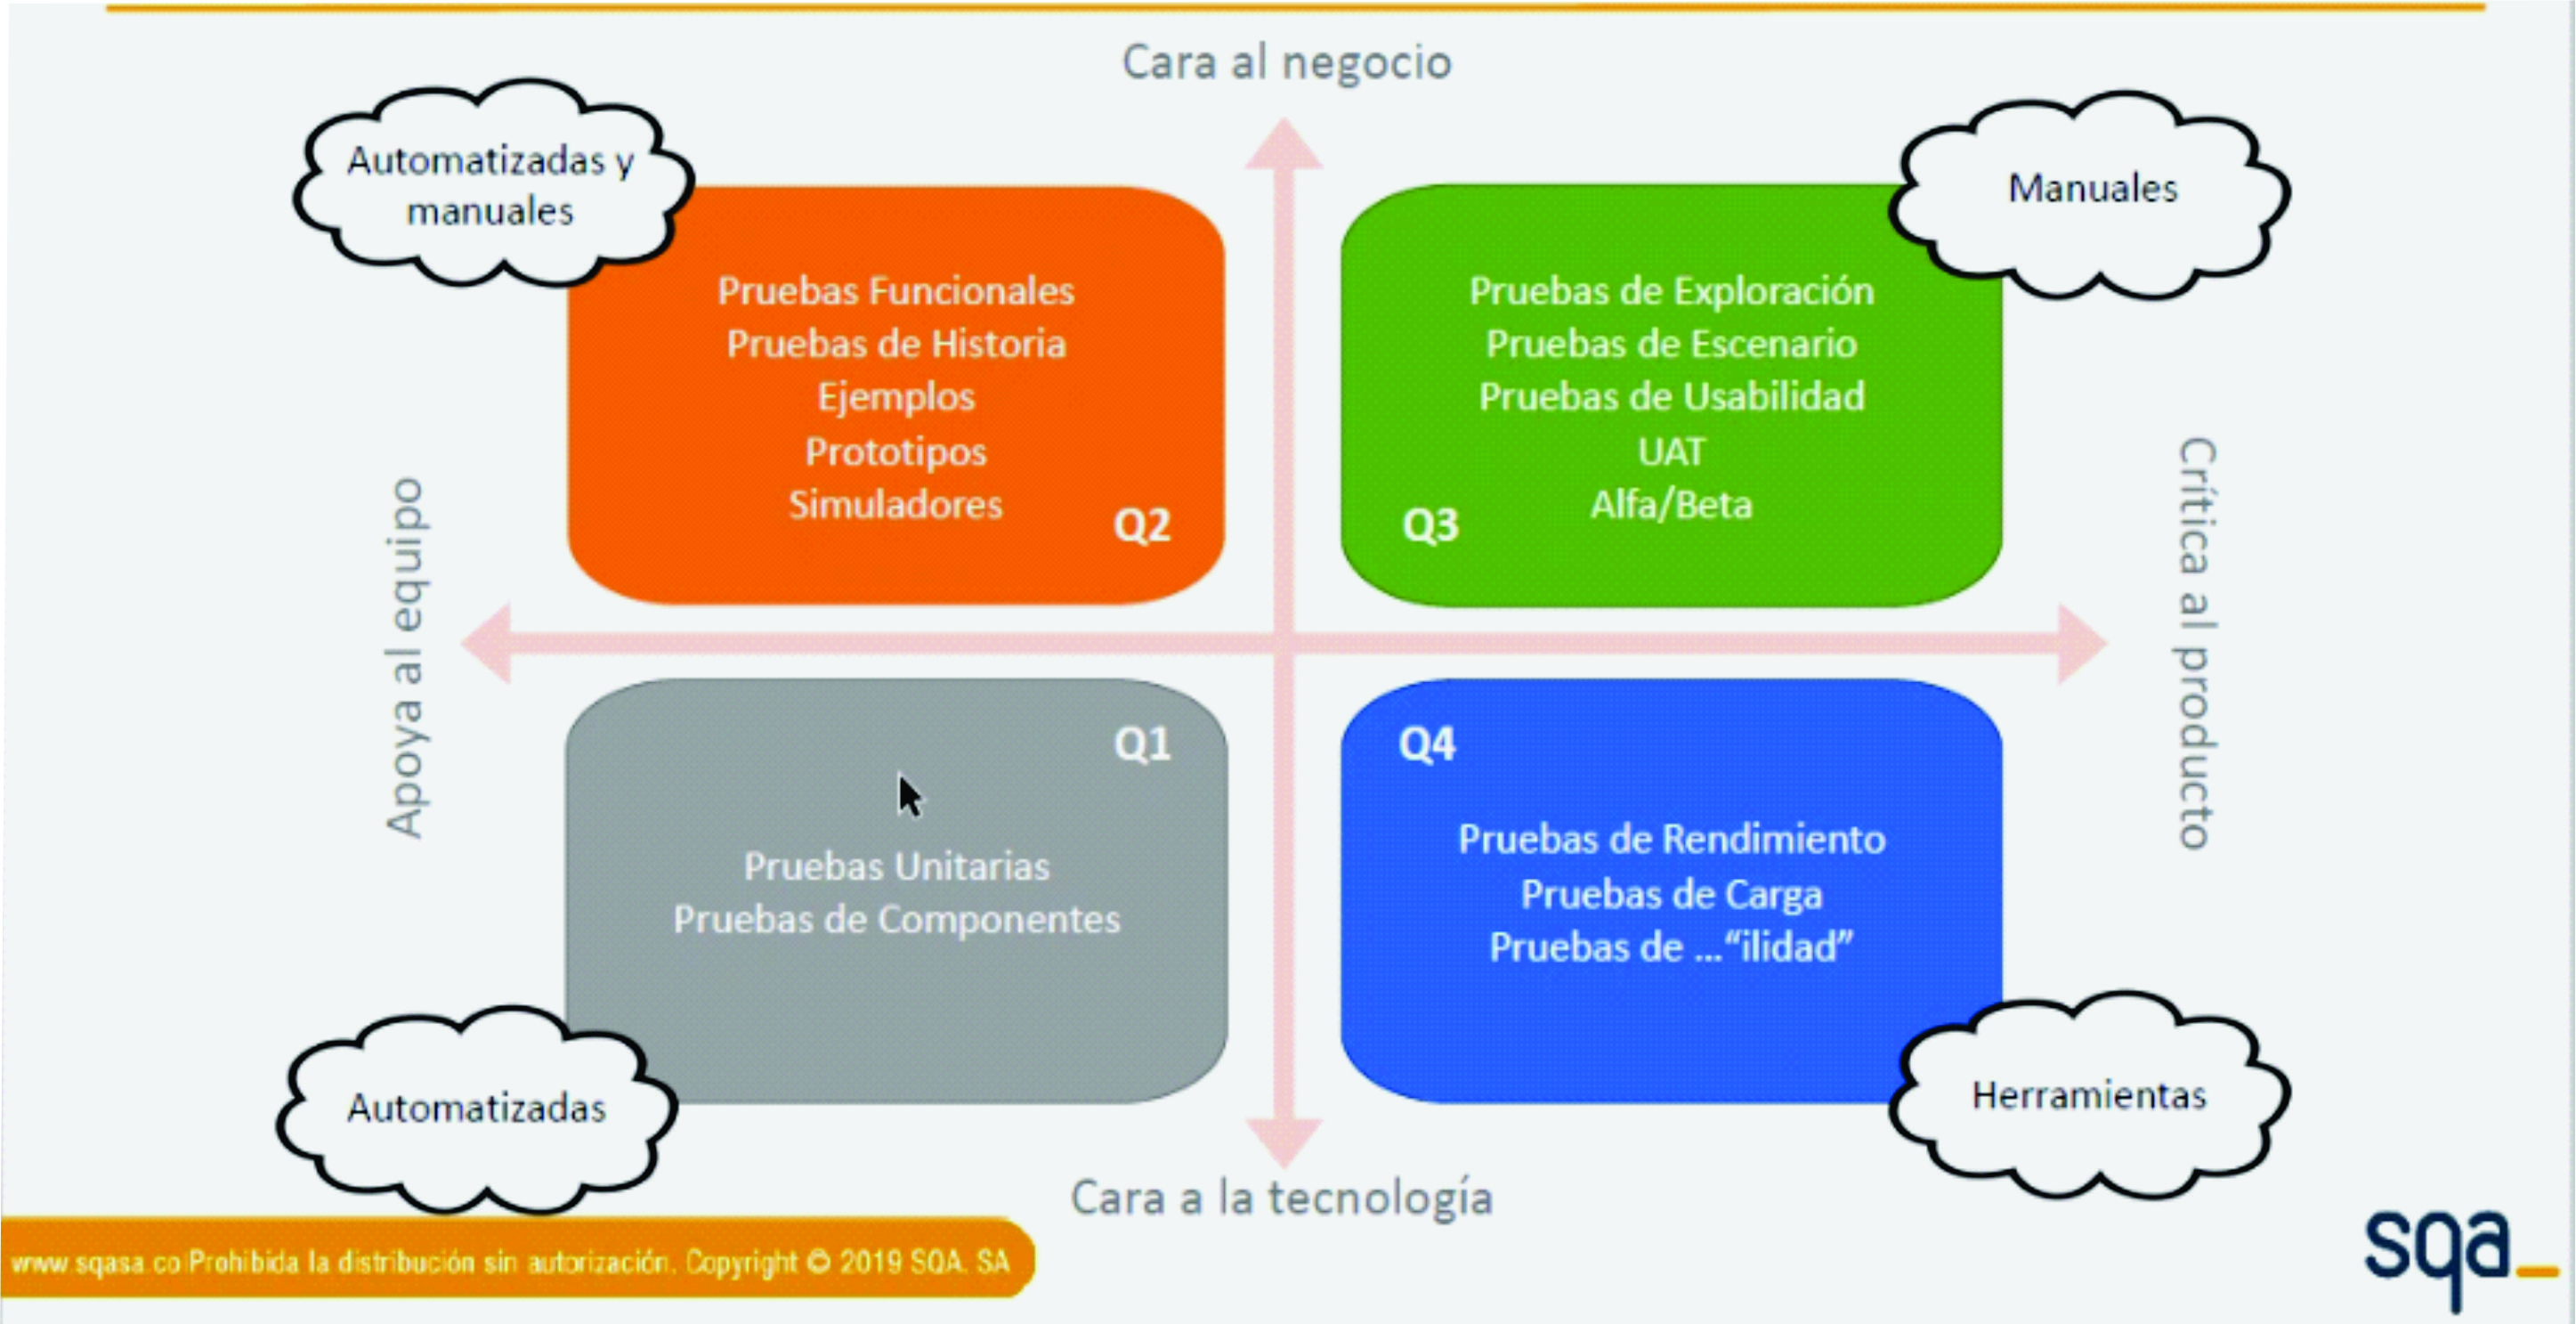 Cara al negocio
Automatizadas y
manuales
Manuales
Pruebas Funcionales
Pruebas de Historia
Ejemplos
Prototipos
Simuladores
Q2
Pruebas de Exploración
Pruebas de Escenario
Pruebas de Usabilidad
UAT
Alfa/Beta
Q3
Apoya al equipo
Crítica al producto
Q1
Pruebas Unitarias
Pruebas de Componentes
Q4
Pruebas de Rendimiento
Pruebas de Carga
Pruebas de ...“ilidad”
Automatizadas
Herramientas
Cara a la tecnología
www.sqasa.co|Prohibida la distribución sin autorización. Copyright © 2019 SQA. SA
sqa_